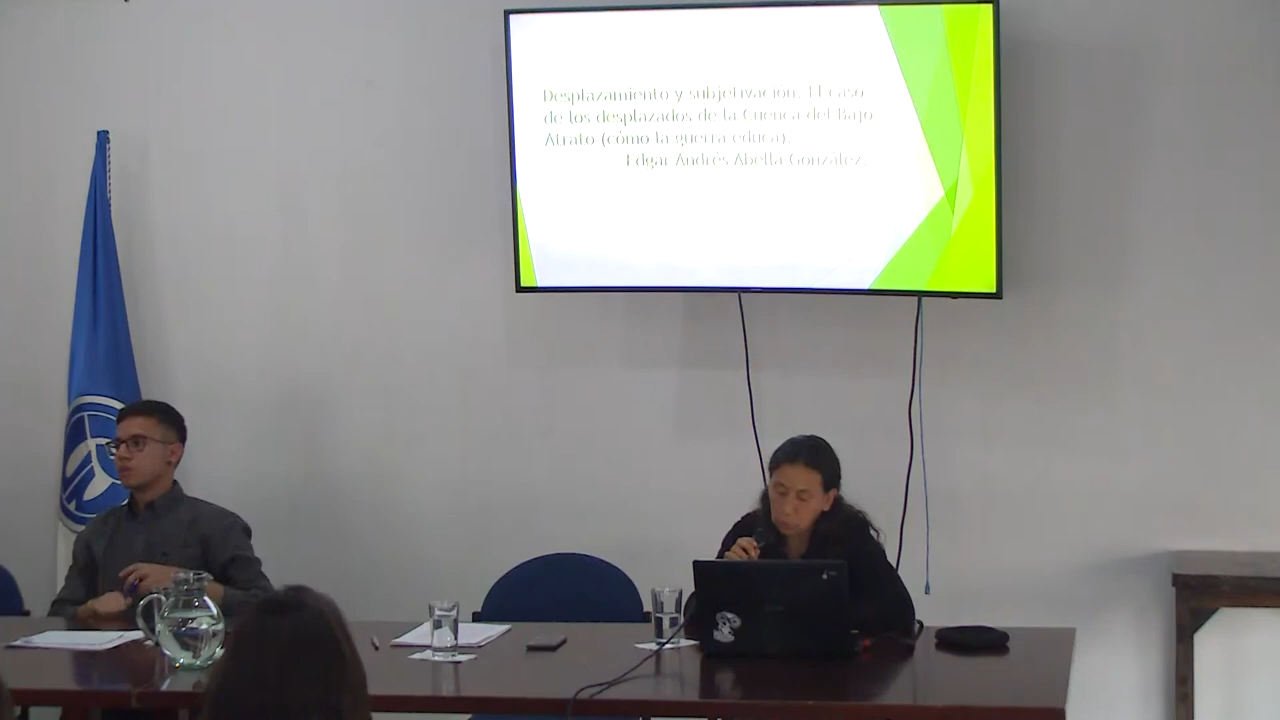 Desplazamiento y subjetivación. El caso
de los desplazados de la Cuenca del Bajo
Atrato (cómo la guerra educa).
Edgar Andrés Abella González.